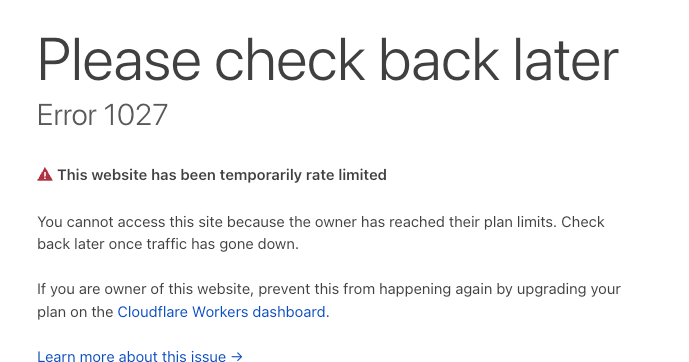 Please check back later
Error 1027
This website has been temporarily rate limited
You cannot access this site because the owner has reached their plan limits. Check
back later once traffic has gone down.
If you are owner of this website, prevent this from happening again by upgrading your
plan on the Cloudflare Workers dashboard.
Learn more about this issue →